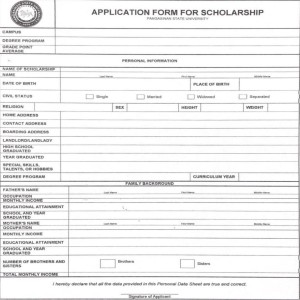 APPLICATION FORM FOR SCHOLARSHIP
PANGASINAN STATE UNIVERSITY
CAMPUS
DEGREE PROGRAM
GRADE POINT
AVERAGE
PERSONAL INFORMATION
NAME OF SCHOLARSHIP
NAME
Last Name First Name Middle Name
DATE OF BIRTH PLACE OF BIRTH
CIVIL STATUS Single Married Widowed Separated
RELIGION SEX HEIGHT WEIGHT
HOME ADDRESS
CONTACT ADDRESS
BOARDING ADDRESS
LANDLORD/LANDLADY
HIGH SCHOOL
GRADUATED
YEAR GRADUATED
SPECIAL SKILLS,
TALENTS, OR HOBBIES
DEGREE PROGRAM CURRICULUM YEAR
FAMILY BACKGROUND
FATHER'S NAME
Last Name First Name Middle Name
OCCUPATION
MONTHLY INCOME
EDUCATIONAL ATTAINMENT
SCHOOL AND YEAR
GRADUATED
MOTHER'S NAME
Last Name First Name Middle Name
OCCUPATION
MONTHLY INCOME
EDUCATIONAL ATTAINMENT
SCHOOL AND YEAR
GRADUATED
NUMBER OF BROTHERS AND
SISTERS
Brothers Sisters
TOTAL MONTHLY INCOME
I hereby declare that all the data provided in this Personal Data Sheet are true and correct.
Signature of Applicant